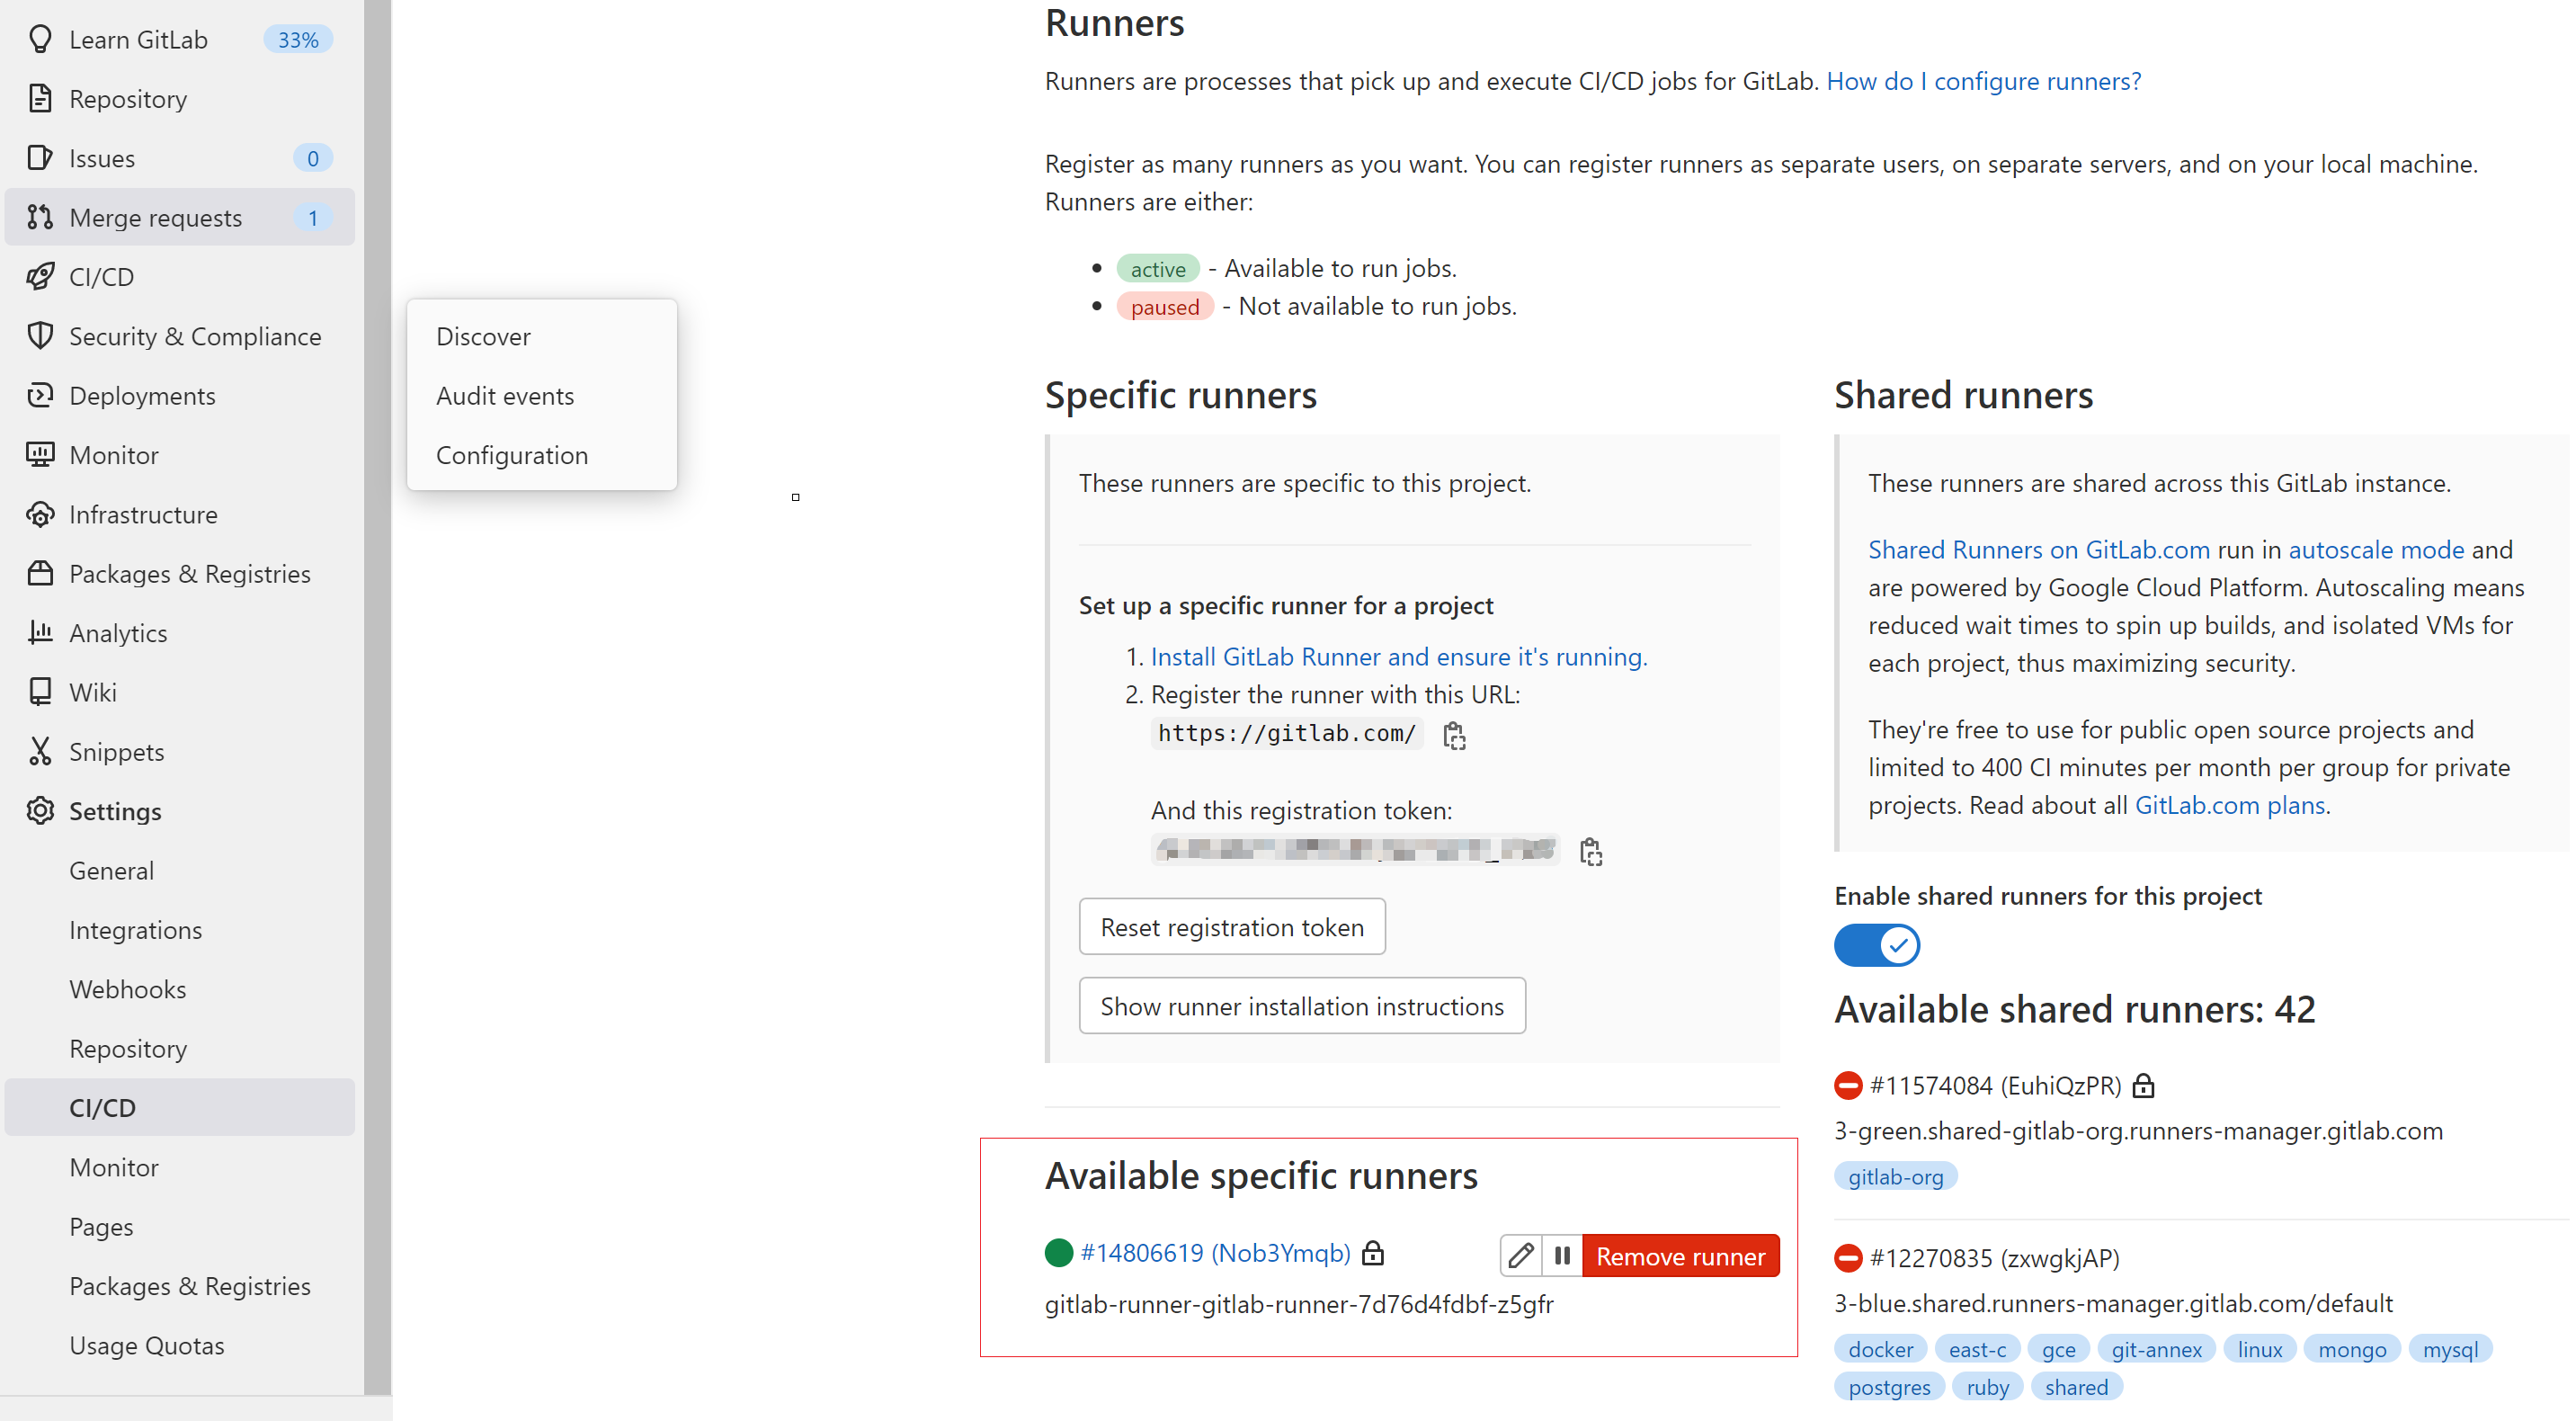 Learn GitLab 33%
Repository
Issues 0
Merge requests 1
CI/CD
Security & Compliance
Deployments
Monitor
Infrastructure
Packages & Registries
Analytics
Wiki
Snippets
Settings
General
Integrations
Webhooks
Repository
CI/CD
Monitor
Pages
Packages & Registries
Usage Quotas
Discover
Audit events
Configuration
Runners
Runners are processes that pick up and execute CI/CD jobs for GitLab. How do I configure runners?
Register as many runners as you want. You can register runners as separate users, on separate servers, and on your local machine.
Runners are either:
active - Available to run jobs.
paused - Not available to run jobs.
Specific runners
These runners are specific to this project.
Set up a specific runner for a project
1. Install GitLab Runner and ensure it's running.
2. Register the runner with this URL:
https://gitlab.com/
And this registration token:
Reset registration token
Show runner installation instructions
Available specific runners
#14806619 (Nob3Ymqb)
Remove runner
gitlab-runner-gitlab-runner-7d76d4fdbf-z5gfr
Shared runners
These runners are shared across this GitLab instance.
Shared Runners on GitLab.com run in autoscale mode and
are powered by Google Cloud Platform. Autoscaling means
reduced wait times to spin up builds, and isolated VMs for
each project, thus maximizing security.
They're free to use for public open source projects and
limited to 400 CI minutes per month per group for private
projects. Read about all GitLab.com plans.
Enable shared runners for this project
Available shared runners: 42
#11574084 (EuhiQzPR)
3-green.shared-gitlab-org.runners-manager.gitlab.com
gitlab-org
#12270835 (zxwgkjAP)
3-blue.shared.runners-manager.gitlab.com/default
docker east-c gce git-annex linux mongo mysql
postgres ruby shared